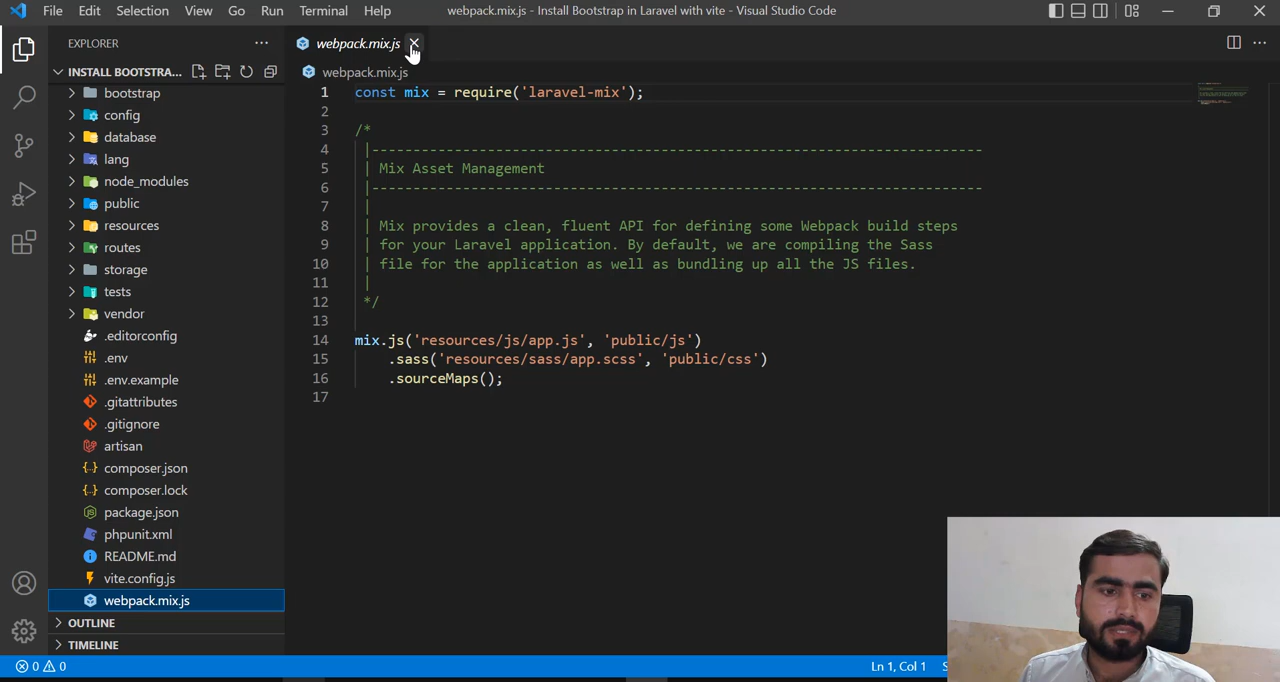 File Edit Selection View Go Run Terminal Help webpack.mix.js - Install Bootstrap in Laravel with vite - Visual Studio Code
EXPLORER
webpack.mix.js
INSTALL BOOTSTRA...
webpack.mix.js
bootstrap
config
database
lang
node_modules
public
resources
routes
storage
tests
vendor
.editorconfig
.env
.env.example
.gitattributes
.gitignore
artisan
composer.json
composer.lock
package.json
phpunit.xml
README.md
vite.config.js
webpack.mix.js
OUTLINE
TIMELINE
1 const mix = require('laravel-mix');
2
3 /*
4 |--------------------------------------------------------------------------
5 | Mix Asset Management
6 |--------------------------------------------------------------------------
7 |
8 | Mix provides a clean, fluent API for defining some Webpack build steps
9 | for your Laravel application. By default, we are compiling the Sass
10 | file for the application as well as bundling up all the JS files.
11 |
12 */
13
14 mix.js('resources/js/app.js', 'public/js')
15 .sass('resources/sass/app.scss', 'public/css')
16 .sourceMaps();
17
0 0 Ln 1, Col 1 S